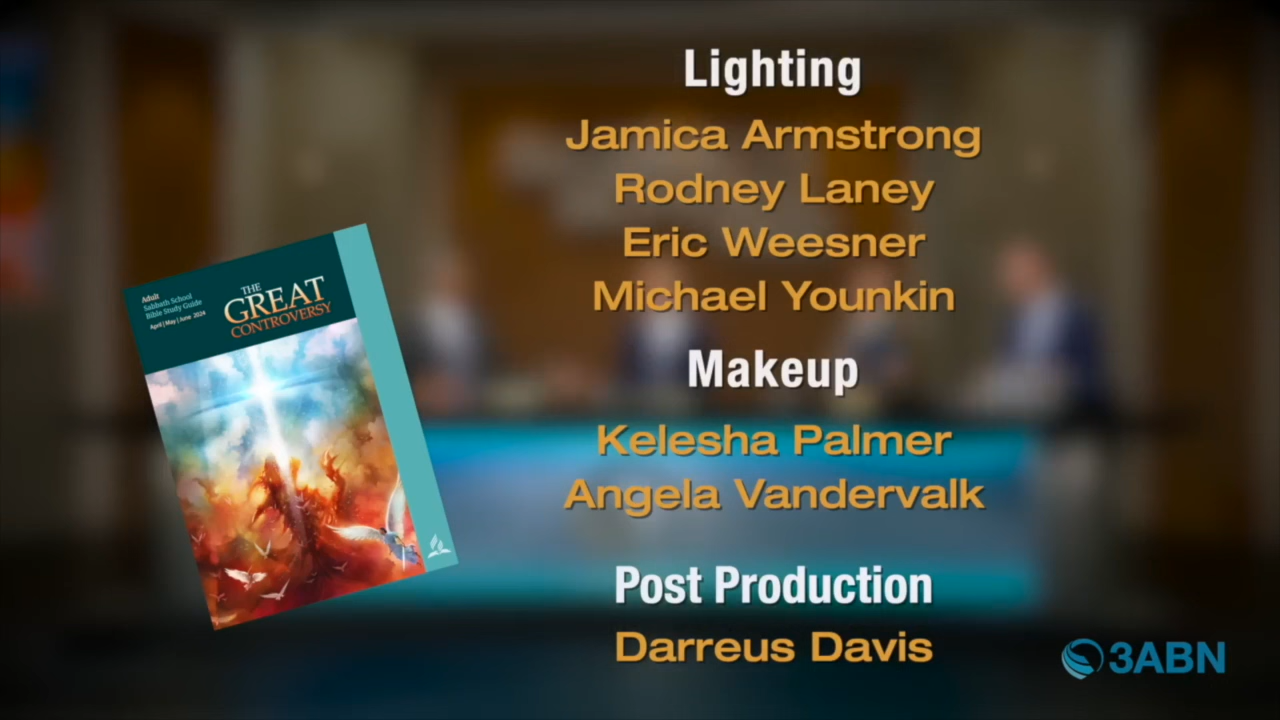 Adult
Sabbath School
Bible Study Guide
April | May | June 2024
THE
GREAT
CONTROVERSY
Lighting
Jamica Armstrong
Rodney Laney
Eric Weesner
Michael Younkin
Makeup
Kelesha Palmer
Angela Vandervalk
Post Production
Darreus Davis
3ABN